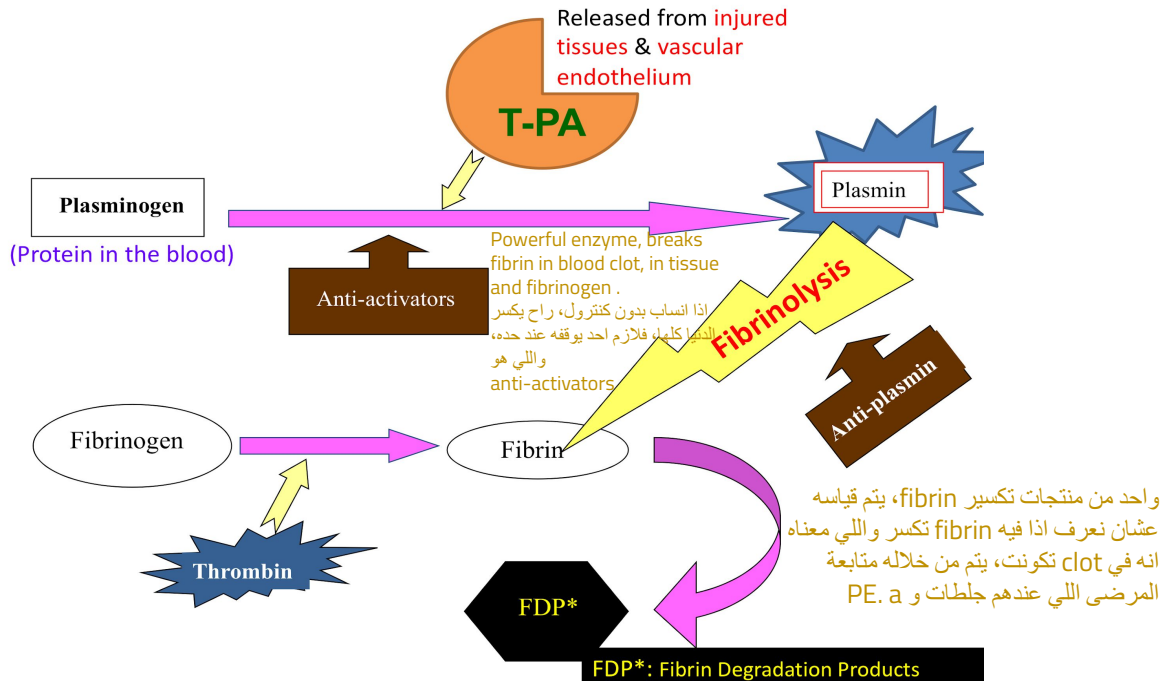 Released from injured
tissues & vascular
endothelium
T-PA
Plasminogen
(Protein in the blood)
Plasmin
Anti-activators
Powerful enzyme, breaks
fibrin in blood clot, in tissue
and fibrinogen .
اذا انساب بدون كنترول، راح يكسر
الدنيا كلها، فلازم احد يوقفه عند حده،
واللي هو
anti-activators
Fibrinolysis
Anti-plasmin
Fibrinogen
Fibrin
Thrombin
واحد من منتجات تكسير fibrin، يتم قياسه
عشان نعرف اذا فيه fibrin تكسر واللي معناه
انه في clot تكونت، يتم من خلاله متابعة
المرضى اللي عندهم جلطات و PE. a
FDP*
FDP*: Fibrin Degradation Products